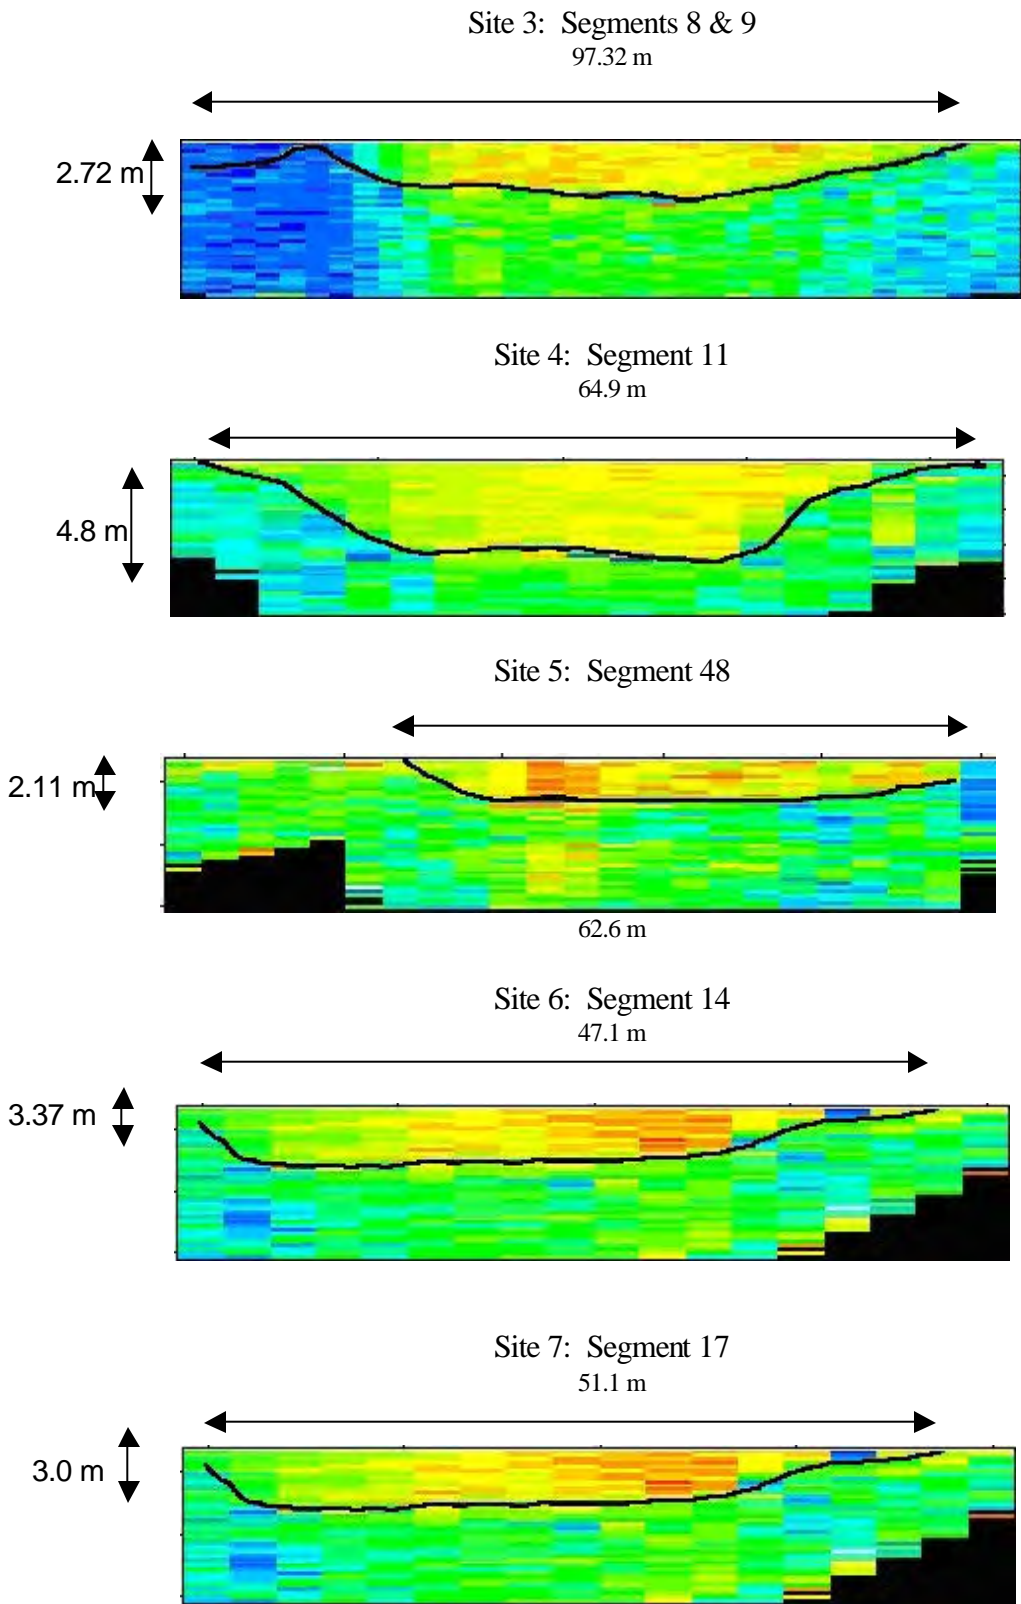 Site 3: Segments 8 & 9
97.32 m
2.72 m
Site 4: Segment 11
64.9 m
4.8 m
Site 5: Segment 48
2.11 m
62.6 m
Site 6: Segment 14
47.1 m
3.37 m
Site 7: Segment 17
51.1 m
3.0 m